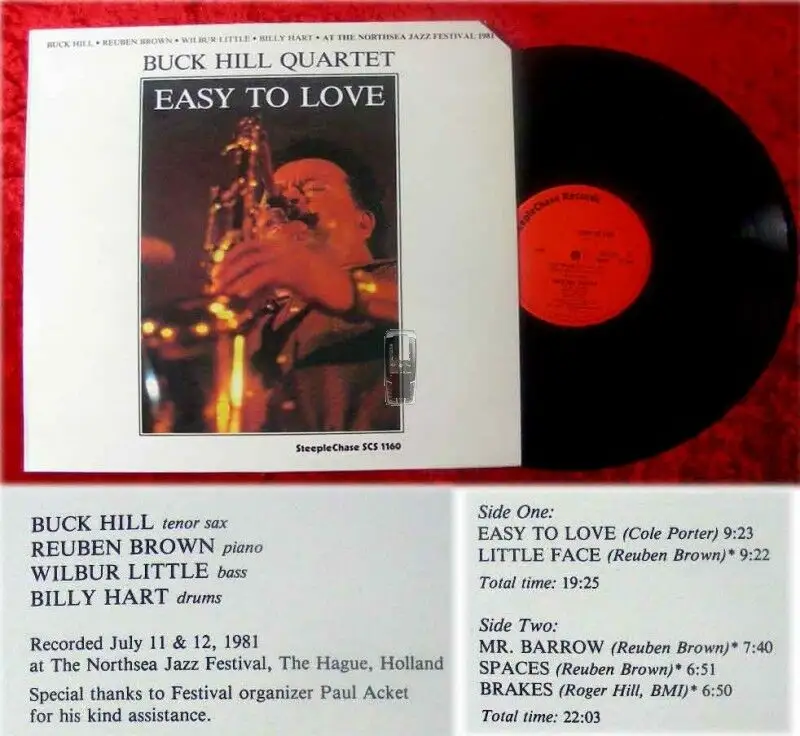 BUCK HILL • REUBEN BROWN • WILBUR LITTLE • BILLY HART • AT THE NORTHSEA JAZZ FESTIVAL 1981
BUCK HILL QUARTET
EASY TO LOVE
SteepleChase SCS 1160
SteepleChase Records
BUCK HILL tenor sax
REUBEN BROWN piano
WILBUR LITTLE bass
BILLY HART drums
Recorded July 11 & 12, 1981
at The Northsea Jazz Festival, The Hague, Holland
Special thanks to Festival organizer Paul Acket
for his kind assistance.
Side One:
EASY TO LOVE (Cole Porter) 9:23
LITTLE FACE (Reuben Brown)* 9:22
Total time: 19:25
Side Two:
MR. BARROW (Reuben Brown)* 7:40
SPACES (Reuben Brown)* 6:51
BRAKES (Roger Hill, BMI)* 6:50
Total time: 22:03